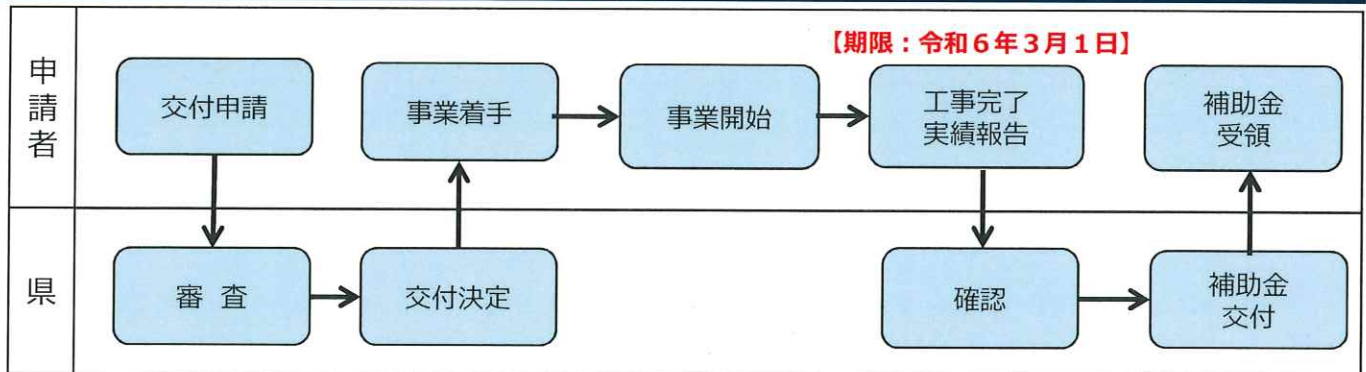 【期限：令和６年３月１日】
申請者
交付申請
事業着手
事業開始
工事完了
実績報告
補助金
受領
県
審 査
交付決定
確認
補助金
交付